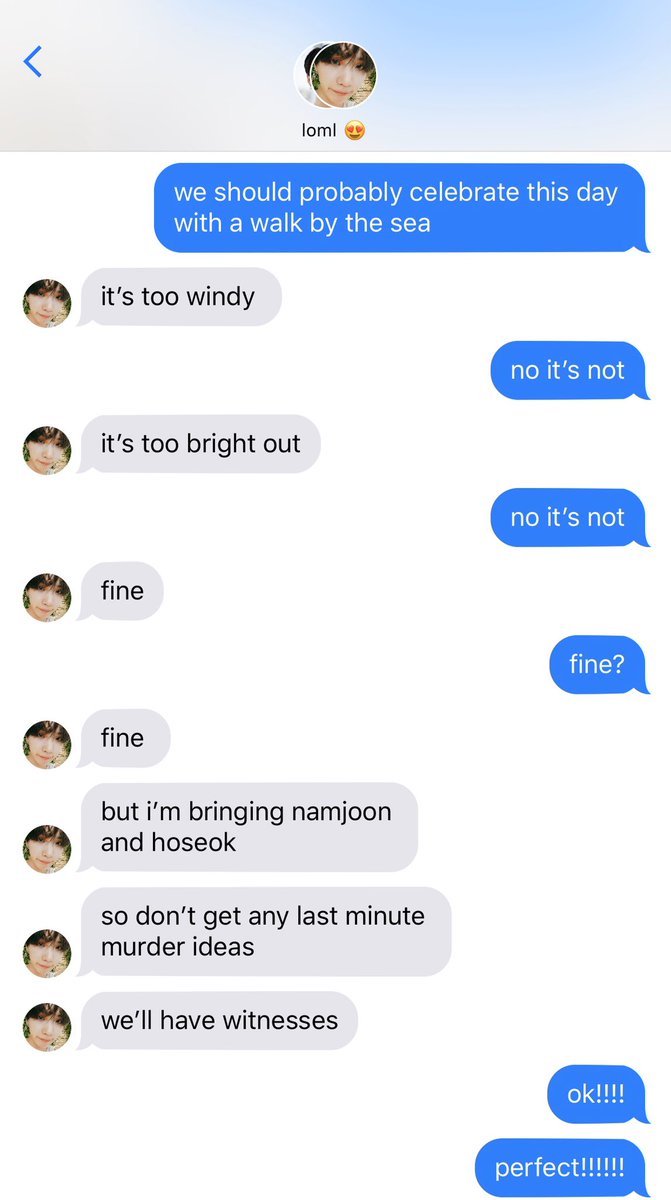 loml 😍
we should probably celebrate this day
with a walk by the sea
it’s too windy
no it’s not
it’s too bright out
no it’s not
fine
fine?
fine
but i’m bringing namjoon
and hoseok
so don’t get any last minute
murder ideas
we’ll have witnesses
ok!!!!
perfect!!!!!!